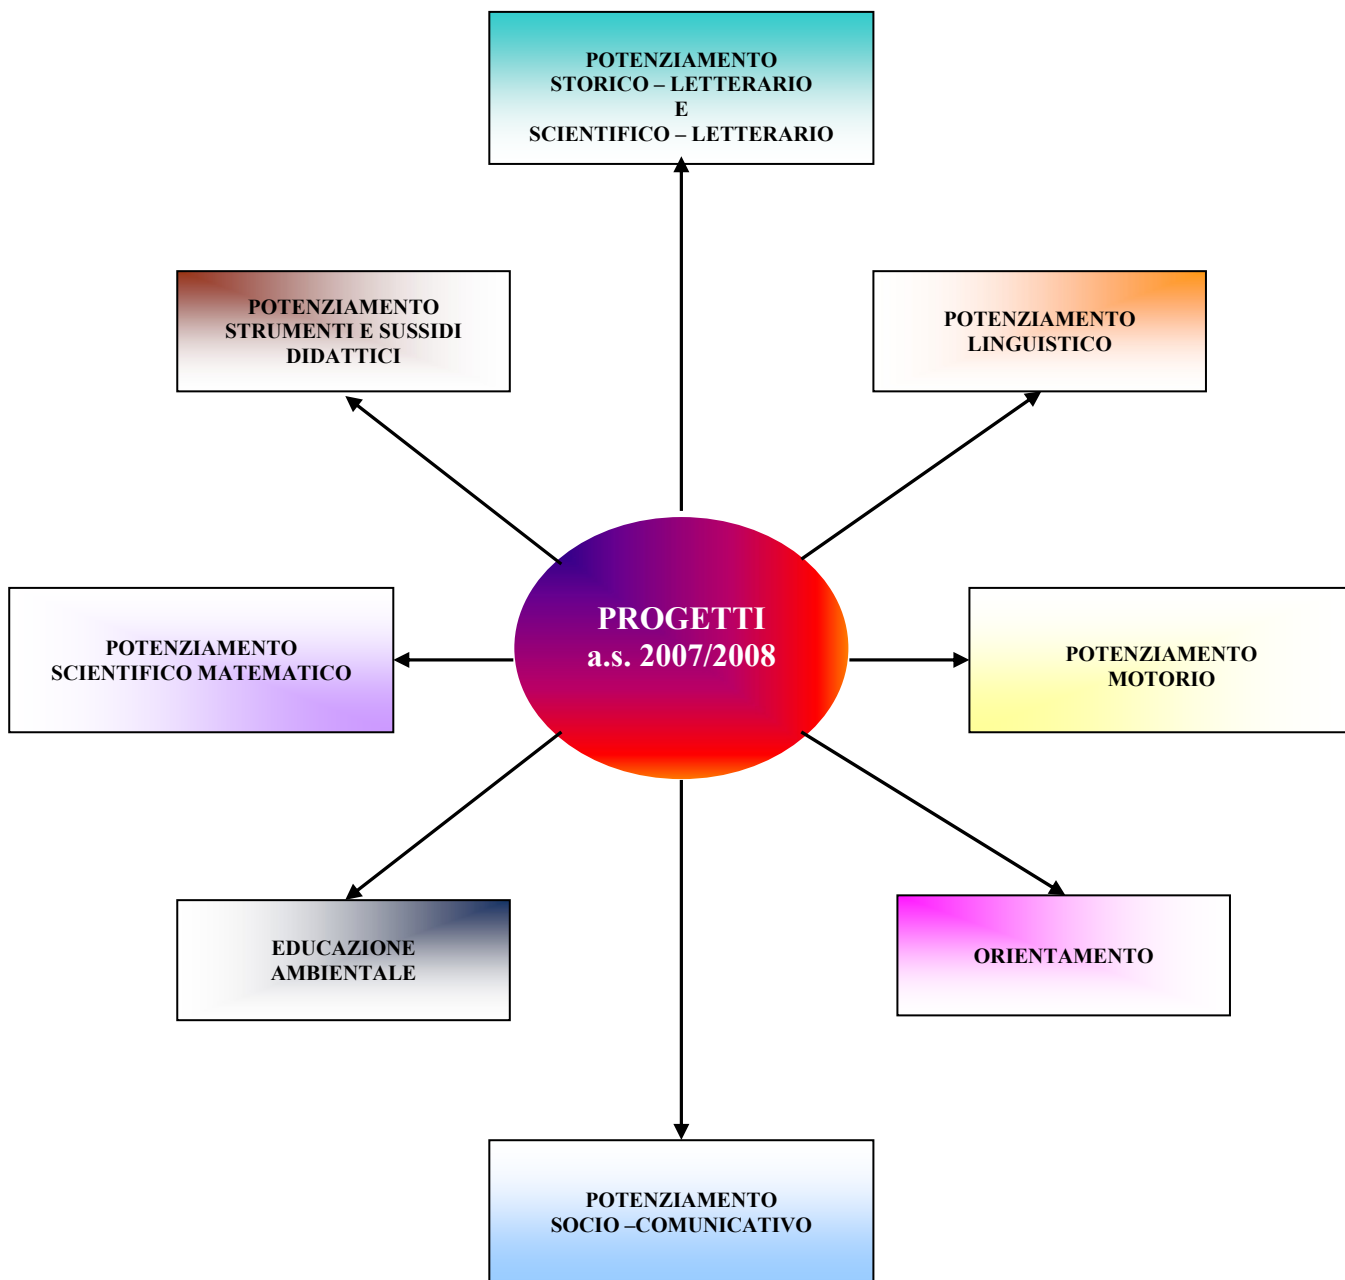 POTENZIAMENTO
STORICO – LETTERARIO
E
SCIENTIFICO – LETTERARIO
POTENZIAMENTO
STRUMENTI E SUSSIDI
DIDATTICI
POTENZIAMENTO
LINGUISTICO
PROGETTI
a.s. 2007/2008
POTENZIAMENTO
SCIENTIFICO MATEMATICO
POTENZIAMENTO
MOTORIO
EDUCAZIONE
AMBIENTALE
ORIENTAMENTO
POTENZIAMENTO
SOCIO –COMUNICATIVO